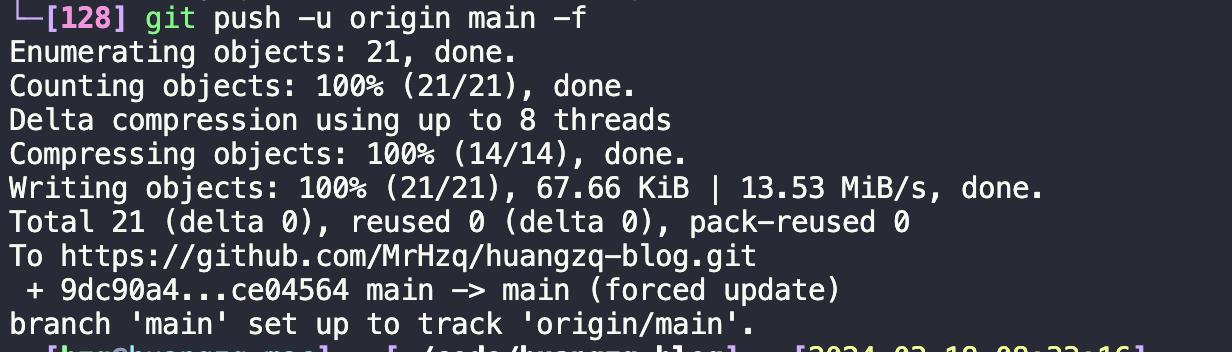 └─[128] git push -u origin main -f
Enumerating objects: 21, done.
Counting objects: 100% (21/21), done.
Delta compression using up to 8 threads
Compressing objects: 100% (14/14), done.
Writing objects: 100% (21/21), 67.66 KiB | 13.53 MiB/s, done.
Total 21 (delta 0), reused 0 (delta 0), pack-reused 0
To https://github.com/MrHzq/huangzq-blog.git
 + 9dc90a4...ce04564 main -> main (forced update)
branch 'main' set up to track 'origin/main'.